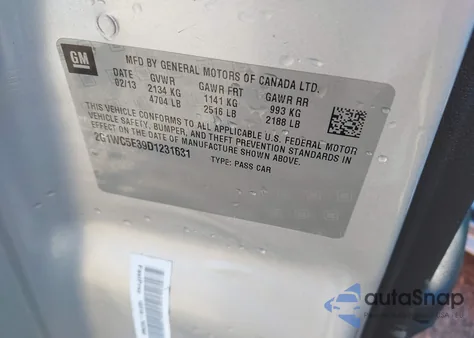 GM
MFD BY GENERAL MOTORS OF CANADA LTD.
DATE GVWR GAWR FRT GAWR RR
02/13 2134 KG 1141 KG 993 KG
4704 LB 2516 LB 2188 LB
THIS VEHICLE CONFORMS TO ALL APPLICABLE U.S. FEDERAL MOTOR
VEHICLE SAFETY, BUMPER, AND THEFT PREVENTION STANDARDS IN
EFFECT ON THE DATE OF MANUFACTURE SHOWN ABOVE.
2G1WC5E39D1231631
TYPE: PASS CAR
autaSnap